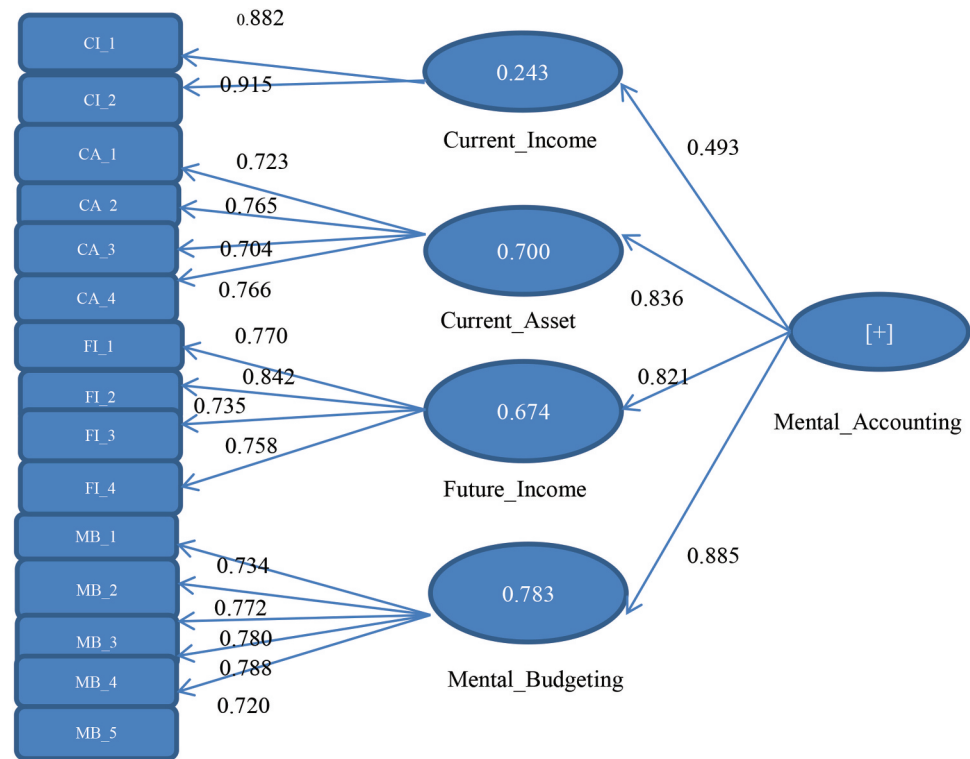 CI_1
CI_2
CA_1
CA_2
CA_3
CA_4
FI_1
FI_2
FI_3
FI_4
MB_1
MB_2
MB_3
MB_4
MB_5
0.882
0.915
0.723
0.765
0.704
0.766
0.770
0.842
0.735
0.758
0.734
0.772
0.780
0.788
0.720
0.243
Current_Income
0.700
Current_Asset
0.674
Future_Income
0.783
Mental_Budgeting
0.493
0.836
0.821
0.885
[+]
Mental_Accounting